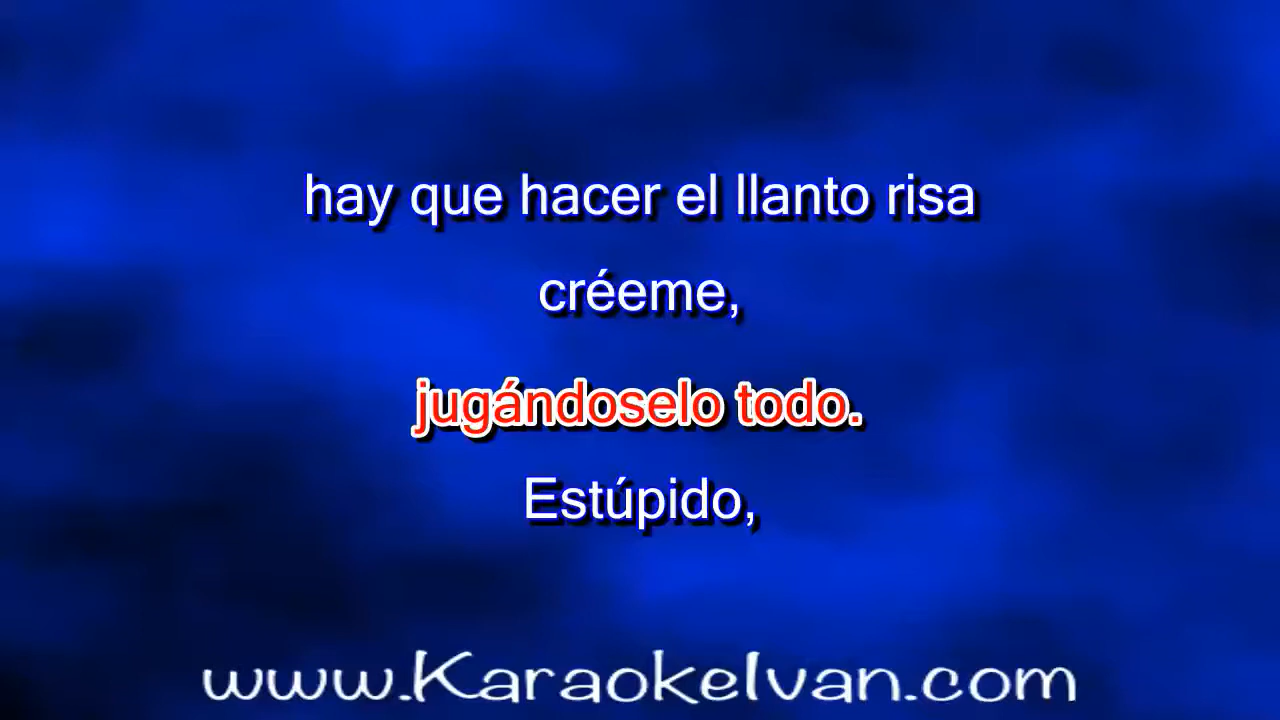 hay que hacer el llanto risa
créeme,
jugándoselo todo.
Estúpido,
www.KaraokeIvan.com